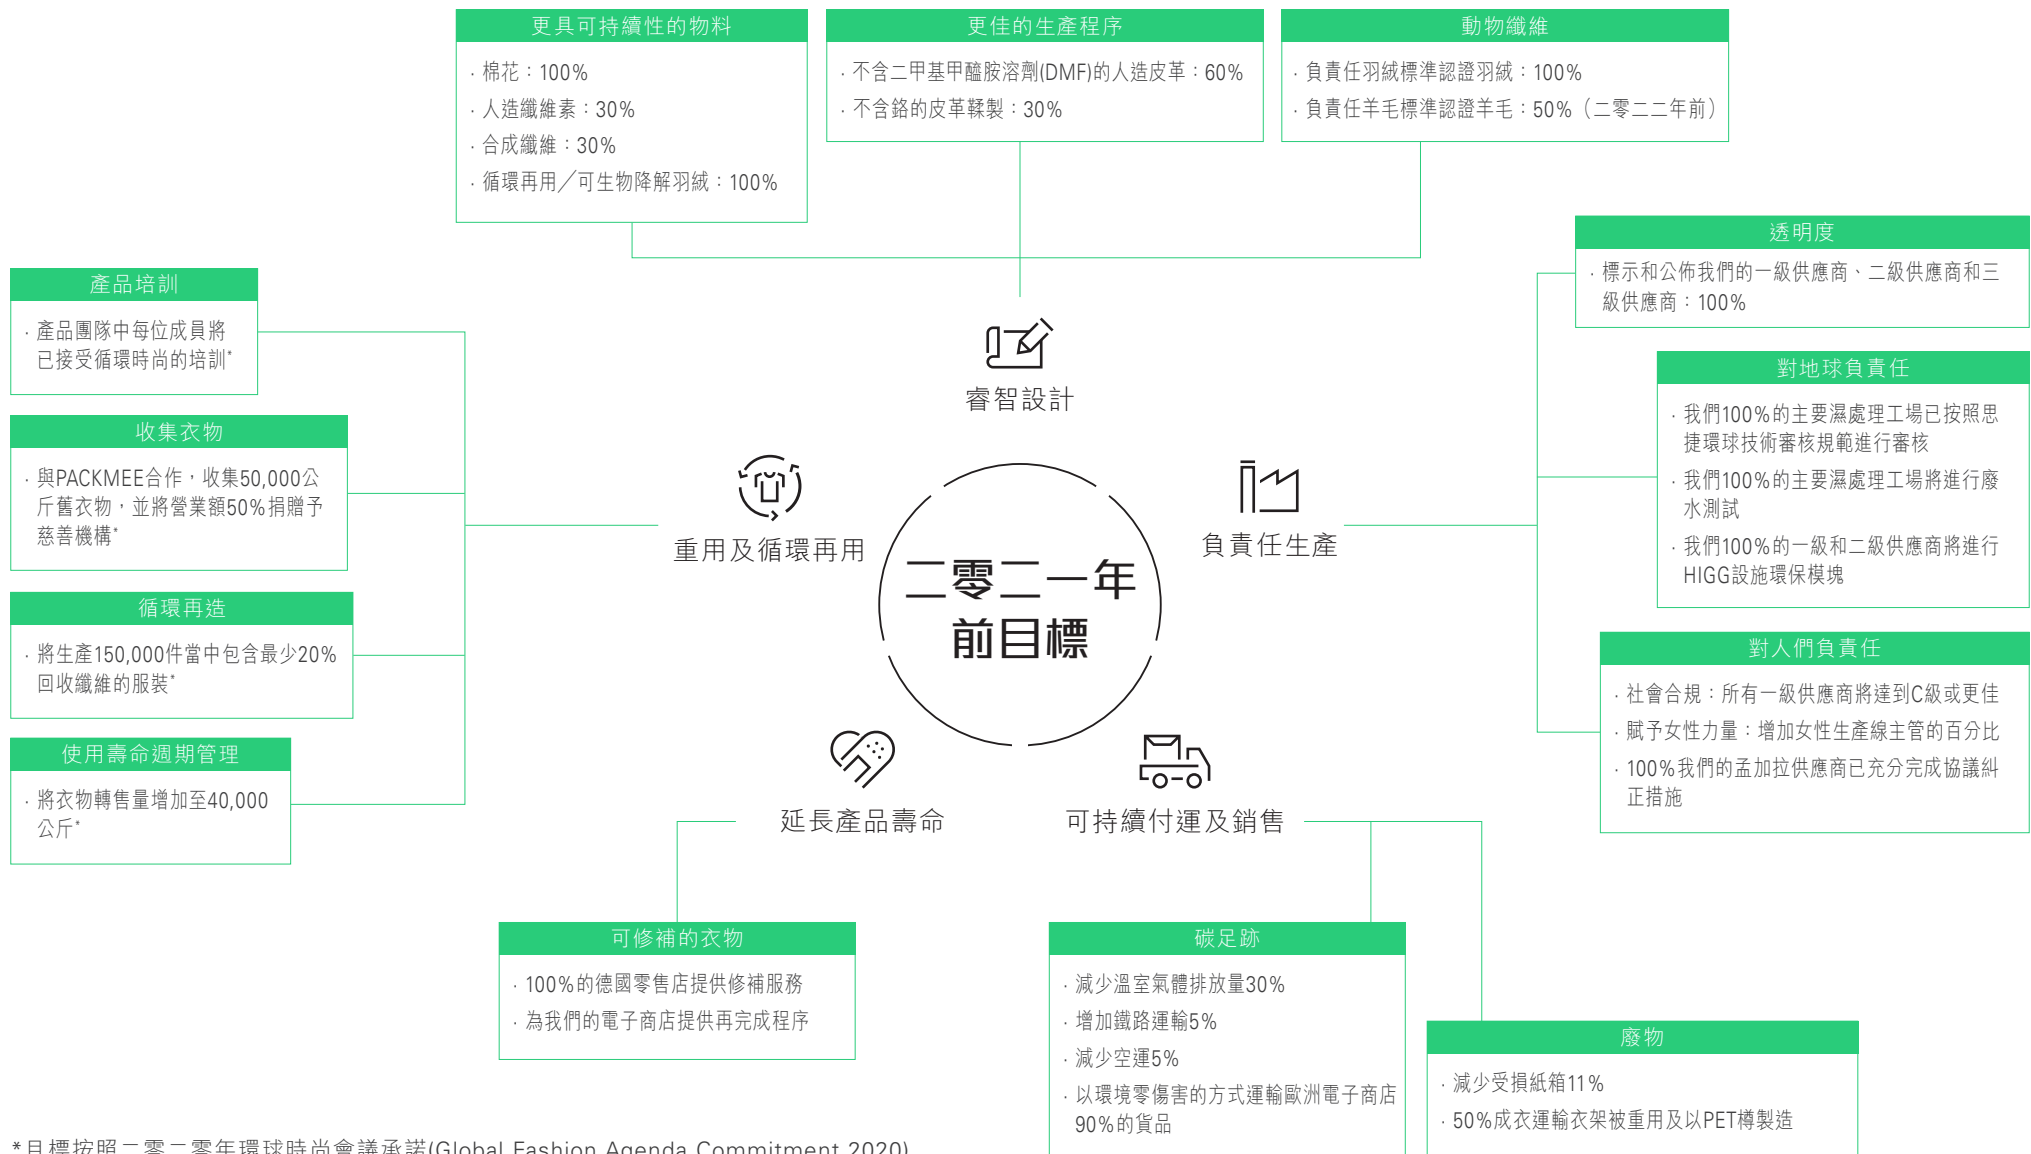 更具可持續性的物料
· 棉花：100%
· 人造纖維素：30%
· 合成纖維：30%
· 循環再用╱可生物降解羽絨：100%
更佳的生產程序
· 不含二甲基甲醯胺溶劑(DMF)的人造皮革：60%
· 不含鉻的皮革鞣製：30%
動物纖維
· 負責任羽絨標準認證羽絨：100%
· 負責任羊毛標準認證羊毛：50%（二零二二年前）
睿智設計
透明度
· 標示和公佈我們的一級供應商、二級供應商和三
級供應商：100%
對地球負責任
· 我們100%的主要濕處理工場已按照思
捷環球技術審核規範進行審核
· 我們100%的主要濕處理工場將進行廢
水測試
· 我們100%的一級和二級供應商將進行
HIGG設施環保模塊
對人們負責任
· 社會合規：所有一級供應商將達到C級或更佳
· 賦予女性力量：增加女性生產線主管的百分比
· 100%我們的孟加拉供應商已充分完成協議糾
正措施
負責任生產
產品培訓
· 產品團隊中每位成員將
已接受循環時尚的培訓*
收集衣物
· 與PACKMEE合作，收集50,000公
斤舊衣物，並將營業額50%捐贈予
慈善機構*
循環再造
· 將生產150,000件當中包含最少20%
回收纖維的服裝*
使用壽命週期管理
· 將衣物轉售量增加至40,000
公斤*
重用及循環再用
二零二一年
前目標
延長產品壽命
可持續付運及銷售
可修補的衣物
· 100%的德國零售店提供修補服務
· 為我們的電子商店提供再完成程序
碳足跡
· 減少溫室氣體排放量30%
· 增加鐵路運輸5%
· 減少空運5%
· 以環境零傷害的方式運輸歐洲電子商店
90%的貨品
廢物
· 減少受損紙箱11%
· 50%成衣運輸衣架被重用及以PET樽製造
*目標按照二零二零年環球時尚會議承諾(Global Fashion Agenda Commitment 2020)